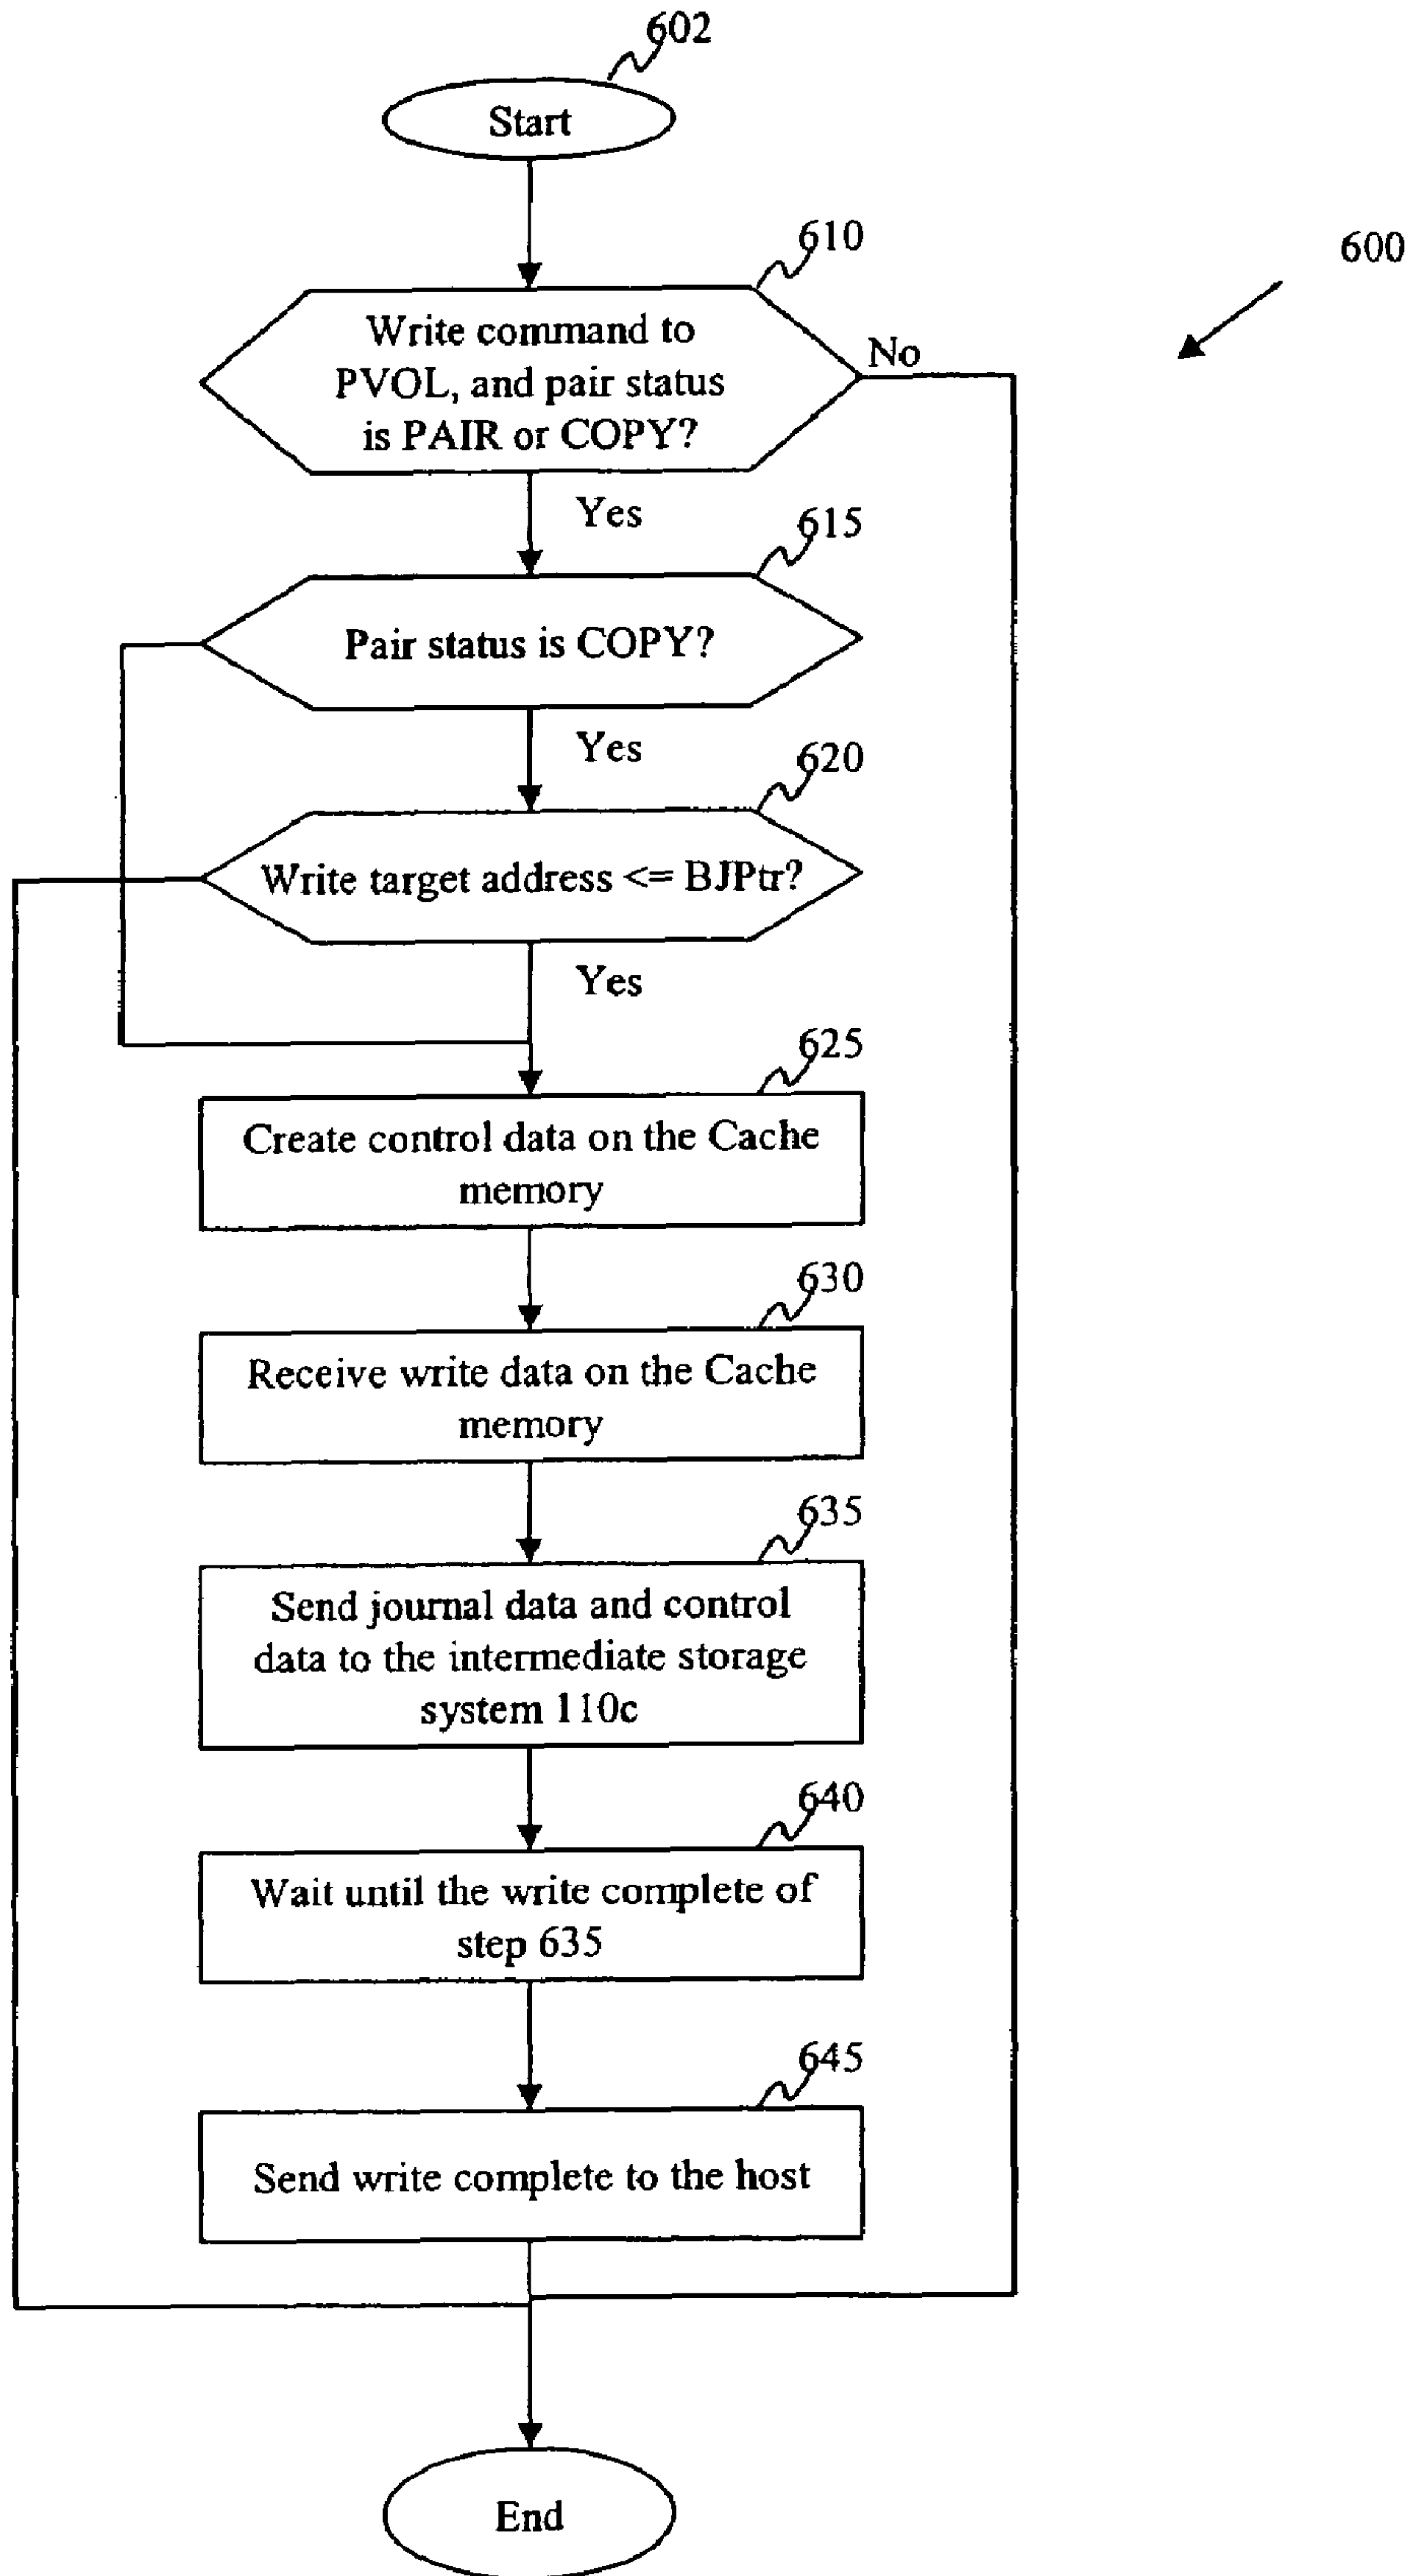 602
Start
610
600
Write command to
PVOL, and pair status
is PAIR or COPY?
No
Yes
615
Pair status is COPY?
Yes
620
Write target address <= BJPtr?
Yes
625
Create control data on the Cache
memory
630
Receive write data on the Cache
memory
635
Send journal data and control
data to the intermediate storage
system 110c
640
Wait until the write complete of
step 635
645
Send write complete to the host
End